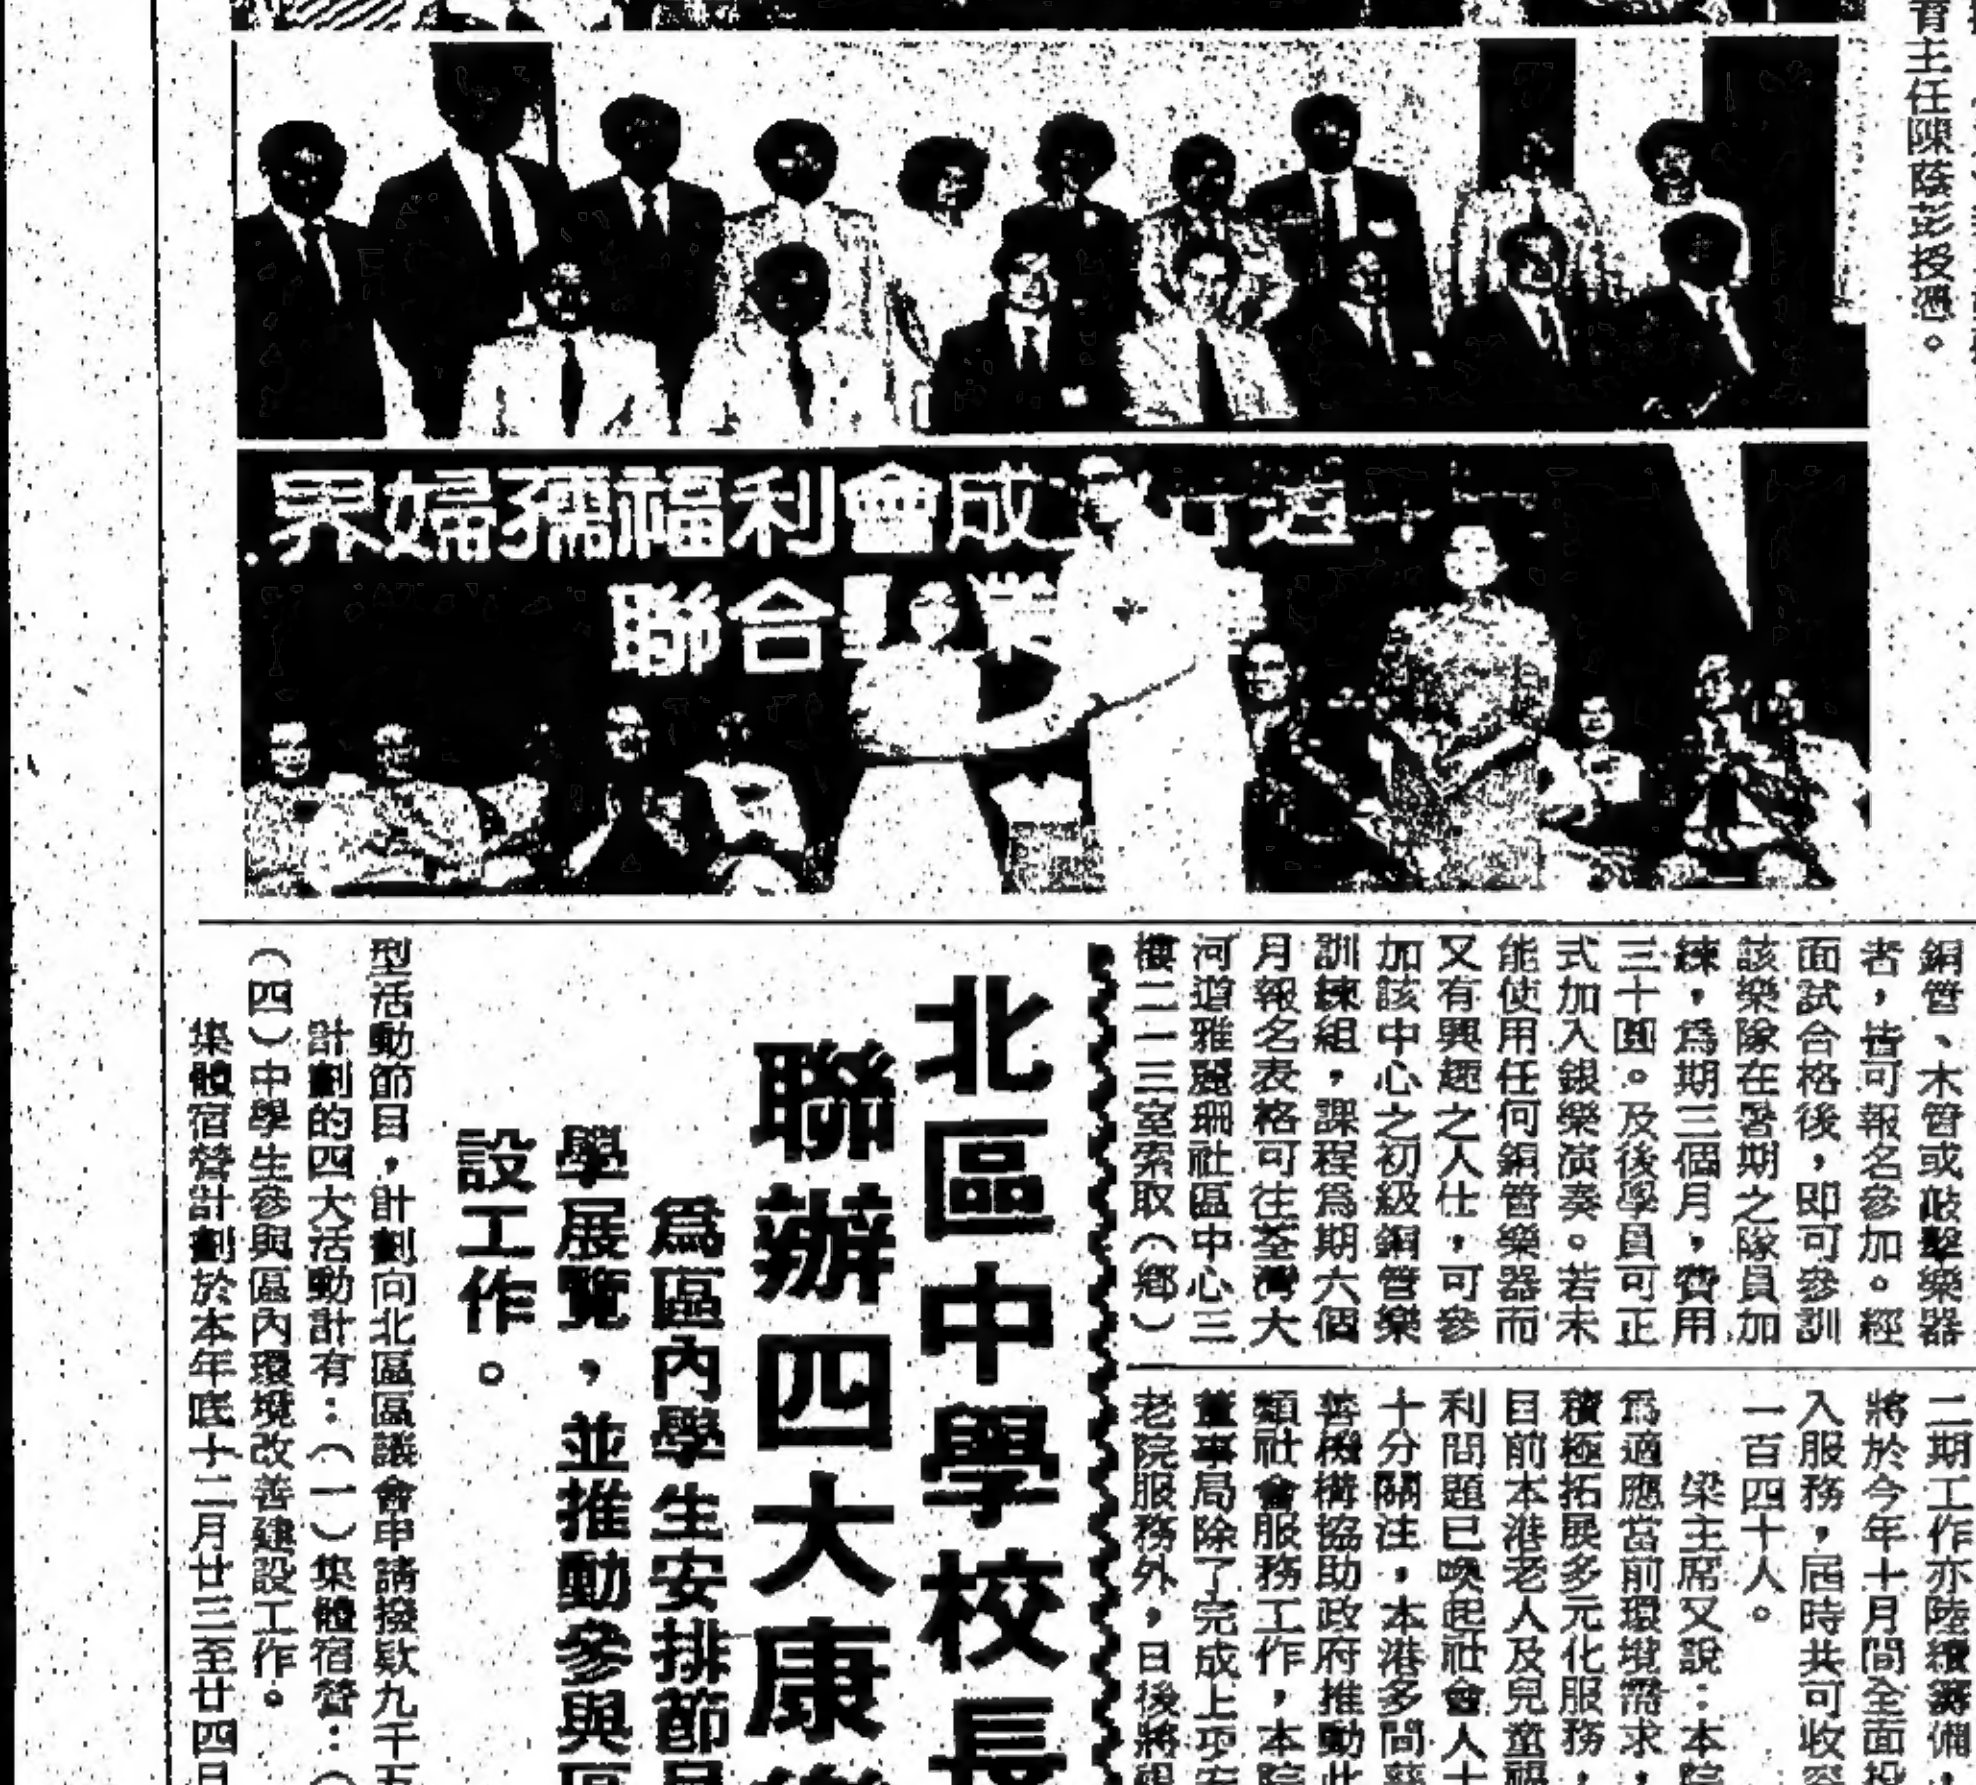 育主任陳蔭彭授憑。
界婦孺福利會成
聯合
銅管、木管或敲擊樂器
者，皆可報名參加。經
面試合格後，即可參訓
該樂隊在暑期之隊員加
練，爲期三個月，費用
三十圓。及後學員可正
式加入銀樂演奏。若未
能使用任何銅管樂器而
又有興趣之人仕，可參
加該中心之初級銅管樂
訓練組，課程爲期六個
月報名表格可往荃灣大
河道雅麗珊社區中心三
樓二一三室索取（鄉）
二期工作亦陸續籌備，
將於今年十月間全面投
入服務，屆時共可收容
一百四十人。
梁主席又說：本院
爲適應當前環境需求，
積極拓展多元化服務，
目前本港老人及兒童福
利問題已喚起社會人士
十分關注，本港多間慈
善機構協助政府推動此
類社會服務工作，本院
董事局除了完成上項安
老院服務外，日後將
北區中學校長
聯辦四大康
爲區內學生安排節目
學展覽，並推動參與區
設工作。
型活動節目，計劃向北區區議會申請撥欵九千五
計劃的四大活動計有：（一）集體宿營：（
（四）中學生參與區內環境改善建設工作。
集體宿營計劃於本年底十二月廿三至廿四日